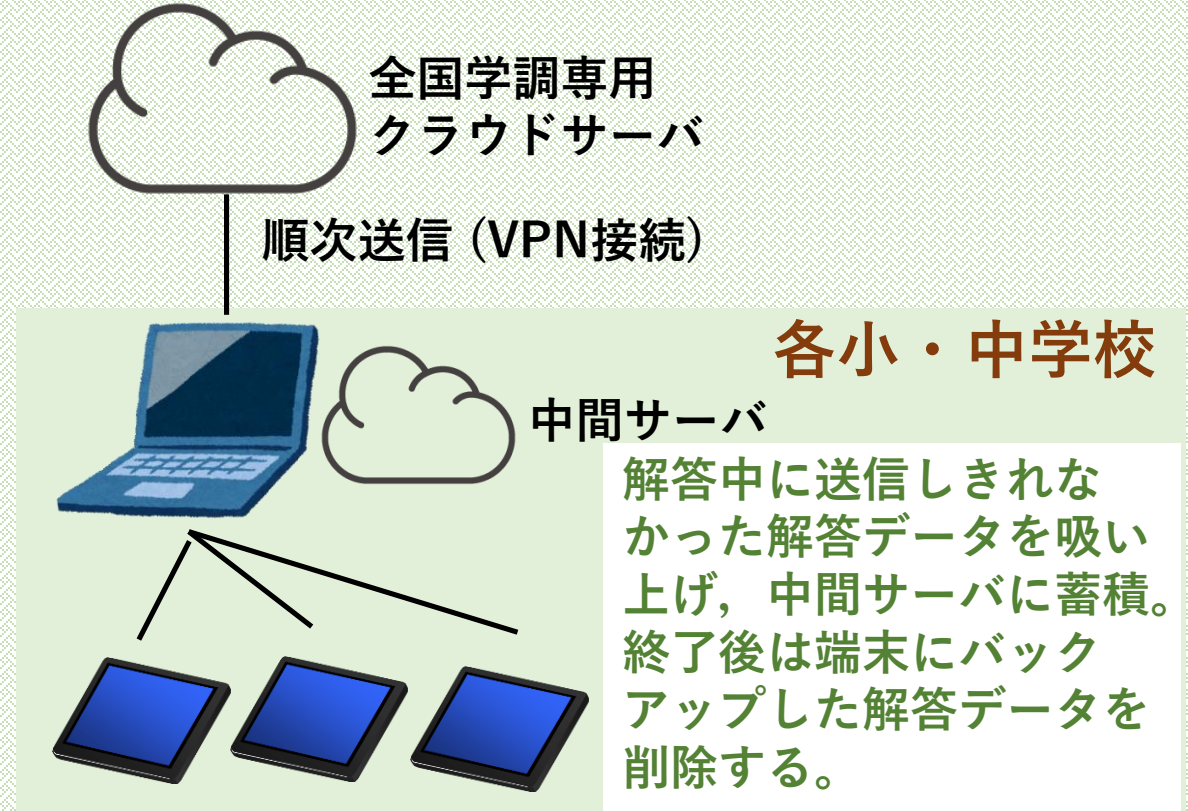 全国学調専用
クラウドサーバ
順次送信 (VPN接続)
各小・中学校
中間サーバ
解答中に送信しきれな
かった解答データを吸い
上げ，中間サーバに蓄積。
終了後は端末にバック
アップした解答データを
削除する。